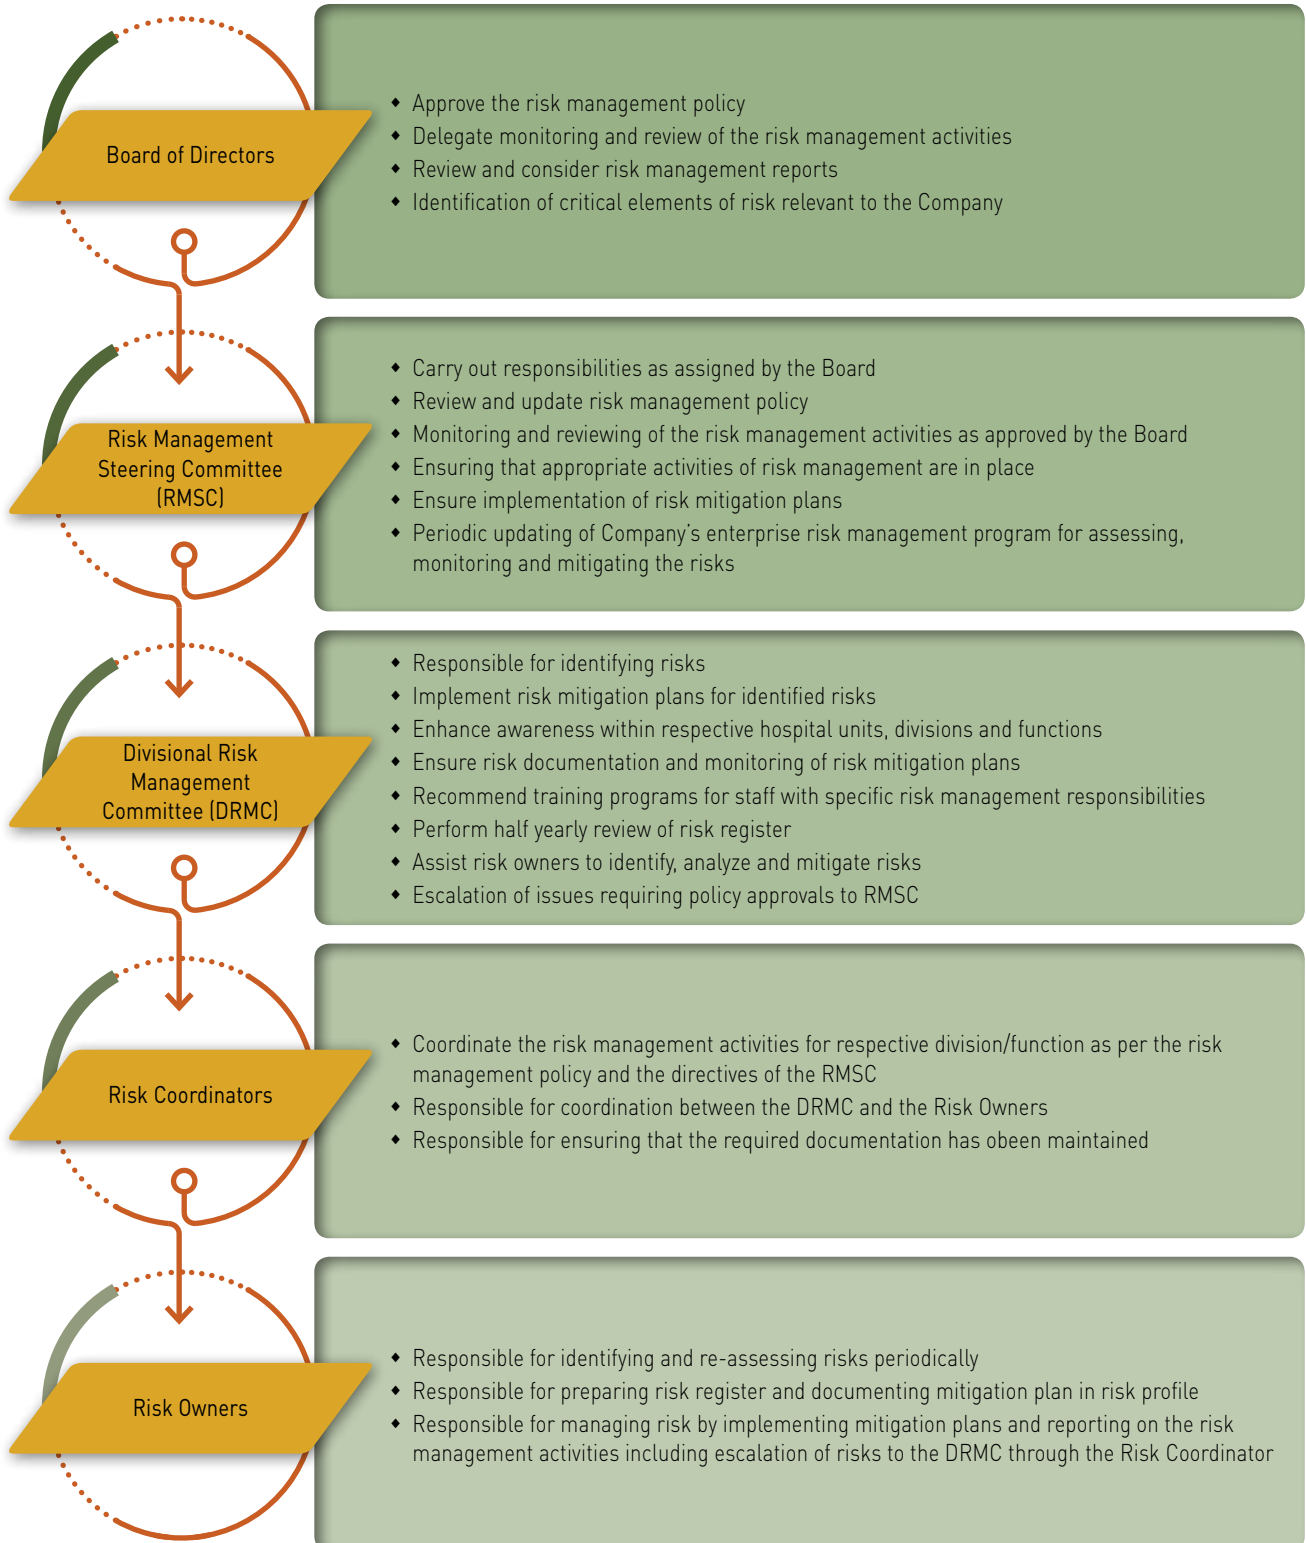 Board of Directors
◆ Approve the risk management policy
◆ Delegate monitoring and review of the risk management activities
◆ Review and consider risk management reports
◆ Identification of critical elements of risk relevant to the Company
Risk Management
Steering Committee
(RMSC)
◆ Carry out responsibilities as assigned by the Board
◆ Review and update risk management policy
◆ Monitoring and reviewing of the risk management activities as approved by the Board
◆ Ensuring that appropriate activities of risk management are in place
◆ Ensure implementation of risk mitigation plans
◆ Periodic updating of Company's enterprise risk management program for assessing,
monitoring and mitigating the risks
Divisional Risk
Management
Committee (DRMC)
◆ Responsible for identifying risks
◆ Implement risk mitigation plans for identified risks
◆ Enhance awareness within respective hospital units, divisions and functions
◆ Ensure risk documentation and monitoring of risk mitigation plans
◆ Recommend training programs for staff with specific risk management responsibilities
◆ Perform half yearly review of risk register
◆ Assist risk owners to identify, analyze and mitigate risks
◆ Escalation of issues requiring policy approvals to RMSC
Risk Coordinators
◆ Coordinate the risk management activities for respective division/function as per the risk
management policy and the directives of the RMSC
◆ Responsible for coordination between the DRMC and the Risk Owners
◆ Responsible for ensuring that the required documentation has obeen maintained
Risk Owners
◆ Responsible for identifying and re-assessing risks periodically
◆ Responsible for preparing risk register and documenting mitigation plan in risk profile
◆ Responsible for managing risk by implementing mitigation plans and reporting on the risk
management activities including escalation of risks to the DRMC through the Risk Coordinator